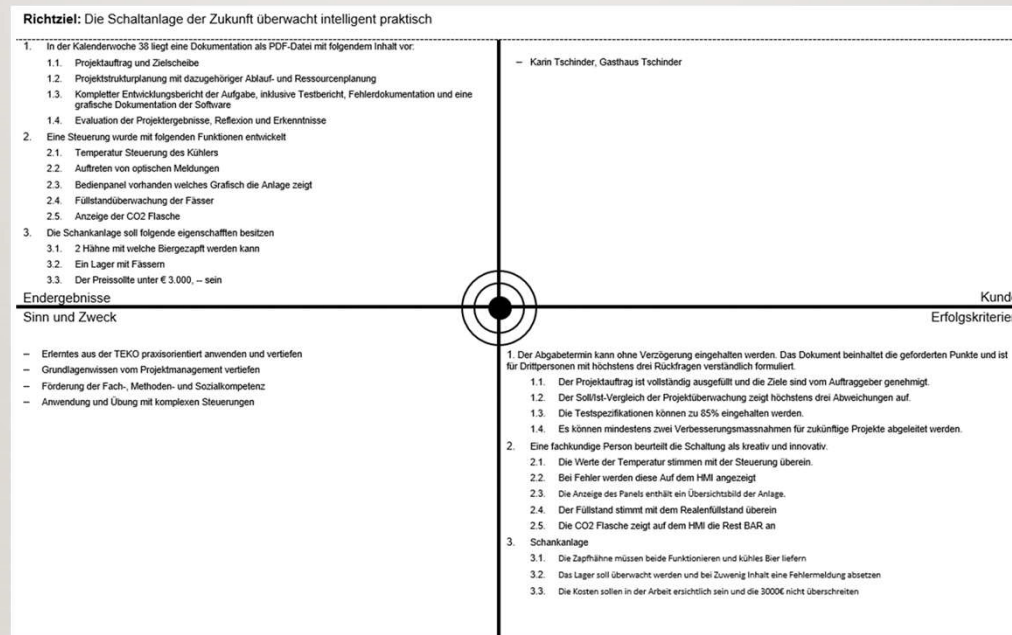 Richtziel: Die Schaltanlage der Zukunft überwacht intelligent praktisch
1. In der Kalenderwoche 38 liegt eine Dokumentation als PDF-Datei mit folgendem Inhalt vor:
1.1. Projektauftrag und Zielscheibe
1.2. Projektstrukturplanung mit dazugehöriger Ablauf- und Ressourcenplanung
1.3. Kompletter Entwicklungsbericht der Aufgabe, inklusive Testbericht, Fehlerdokumentation und eine
grafische Dokumentation der Software
1.4. Evaluation der Projektergebnisse, Reflexion und Erkenntnisse
2. Eine Steuerung wurde mit folgenden Funktionen entwickelt
2.1. Temperatur Steuerung des Kühlers
2.2. Auftreten von optischen Meldungen
2.3. Bedienpanel vorhanden welches Grafisch die Anlage zeigt
2.4. Füllstandüberwachung der Fässer
2.5. Anzeige der CO2 Flasche
3. Die Schankanlage soll folgende eigenschafften besitzen
3.1. 2 Hähne mit welche Biergezapft werden kann
3.2. Ein Lager mit Fässern
3.3. Der Preissollte unter € 3.000, – sein
Endergebnisse
– Karin Tschinder, Gasthaus Tschinder
Kunde
Sinn und Zweck
– Erlerntes aus der TEKO praxisorientiert anwenden und vertiefen
– Grundlagenwissen vom Projektmanagement vertiefen
– Förderung der Fach-, Methoden- und Sozialkompetenz
– Anwendung und Übung mit komplexen Steuerungen
Erfolgskriterien
1. Der Abgabetermin kann ohne Verzögerung eingehalten werden. Das Dokument beinhaltet die geforderten Punkte und ist
für Drittpersonen mit höchstens drei Rückfragen verständlich formuliert.
1.1. Der Projektauftrag ist vollständig ausgefüllt und die Ziele sind vom Auftraggeber genehmigt.
1.2. Der Soll/Ist-Vergleich der Projektüberwachung zeigt höchstens drei Abweichungen auf.
1.3. Die Testspezifikationen können zu 85% eingehalten werden.
1.4. Es können mindestens zwei Verbesserungsmassnahmen für zukünftige Projekte abgeleitet werden.
2. Eine fachkundige Person beurteilt die Schaltung als kreativ und innovativ.
2.1. Die Werte der Temperatur stimmen mit der Steuerung überein.
2.2. Bei Fehler werden diese Auf dem HMI angezeigt
2.3. Die Anzeige des Panels enthält ein Übersichtsbild der Anlage.
2.4. Der Füllstand stimmt mit dem Realenfüllstand überein
2.5. Die CO2 Flasche zeigt auf dem HMI die Rest BAR an
3. Schankanlage
3.1. Die Zapfhähne müssen beide Funktionieren und kühles Bier liefern
3.2. Das Lager soll überwacht werden und bei Zuwenig Inhalt eine Fehlermeldung absetzen
3.3. Die Kosten sollen in der Arbeit ersichtlich sein und die 3000€ nicht überschreiten